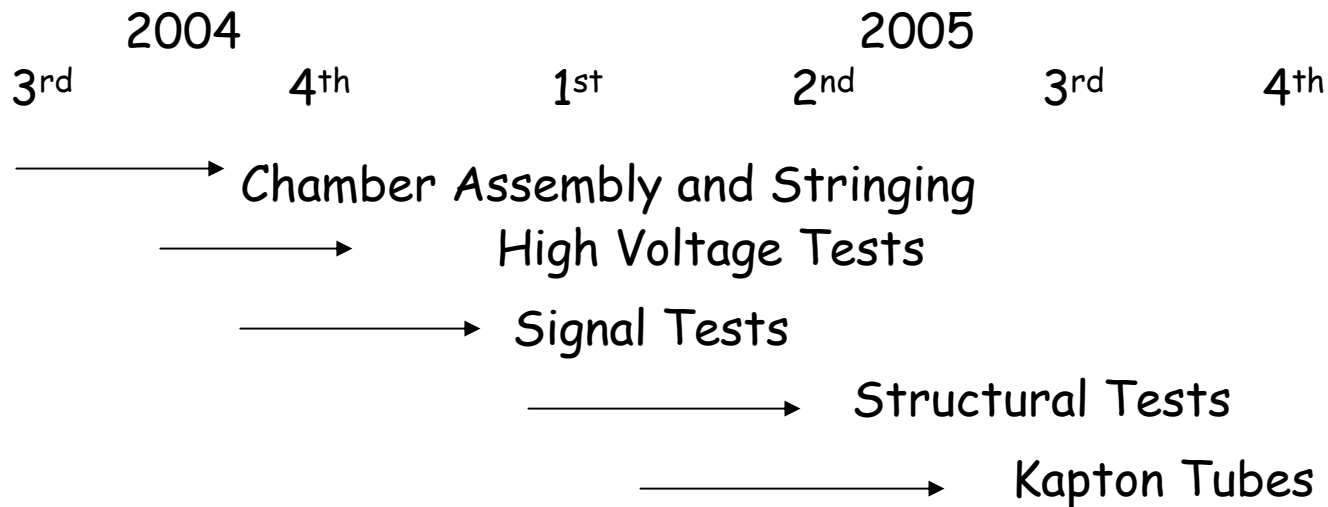 2004 2005
3rd 4th 1st 2nd 3rd 4th
Chamber Assembly and Stringing
High Voltage Tests
Signal Tests
Structural Tests
Kapton Tubes